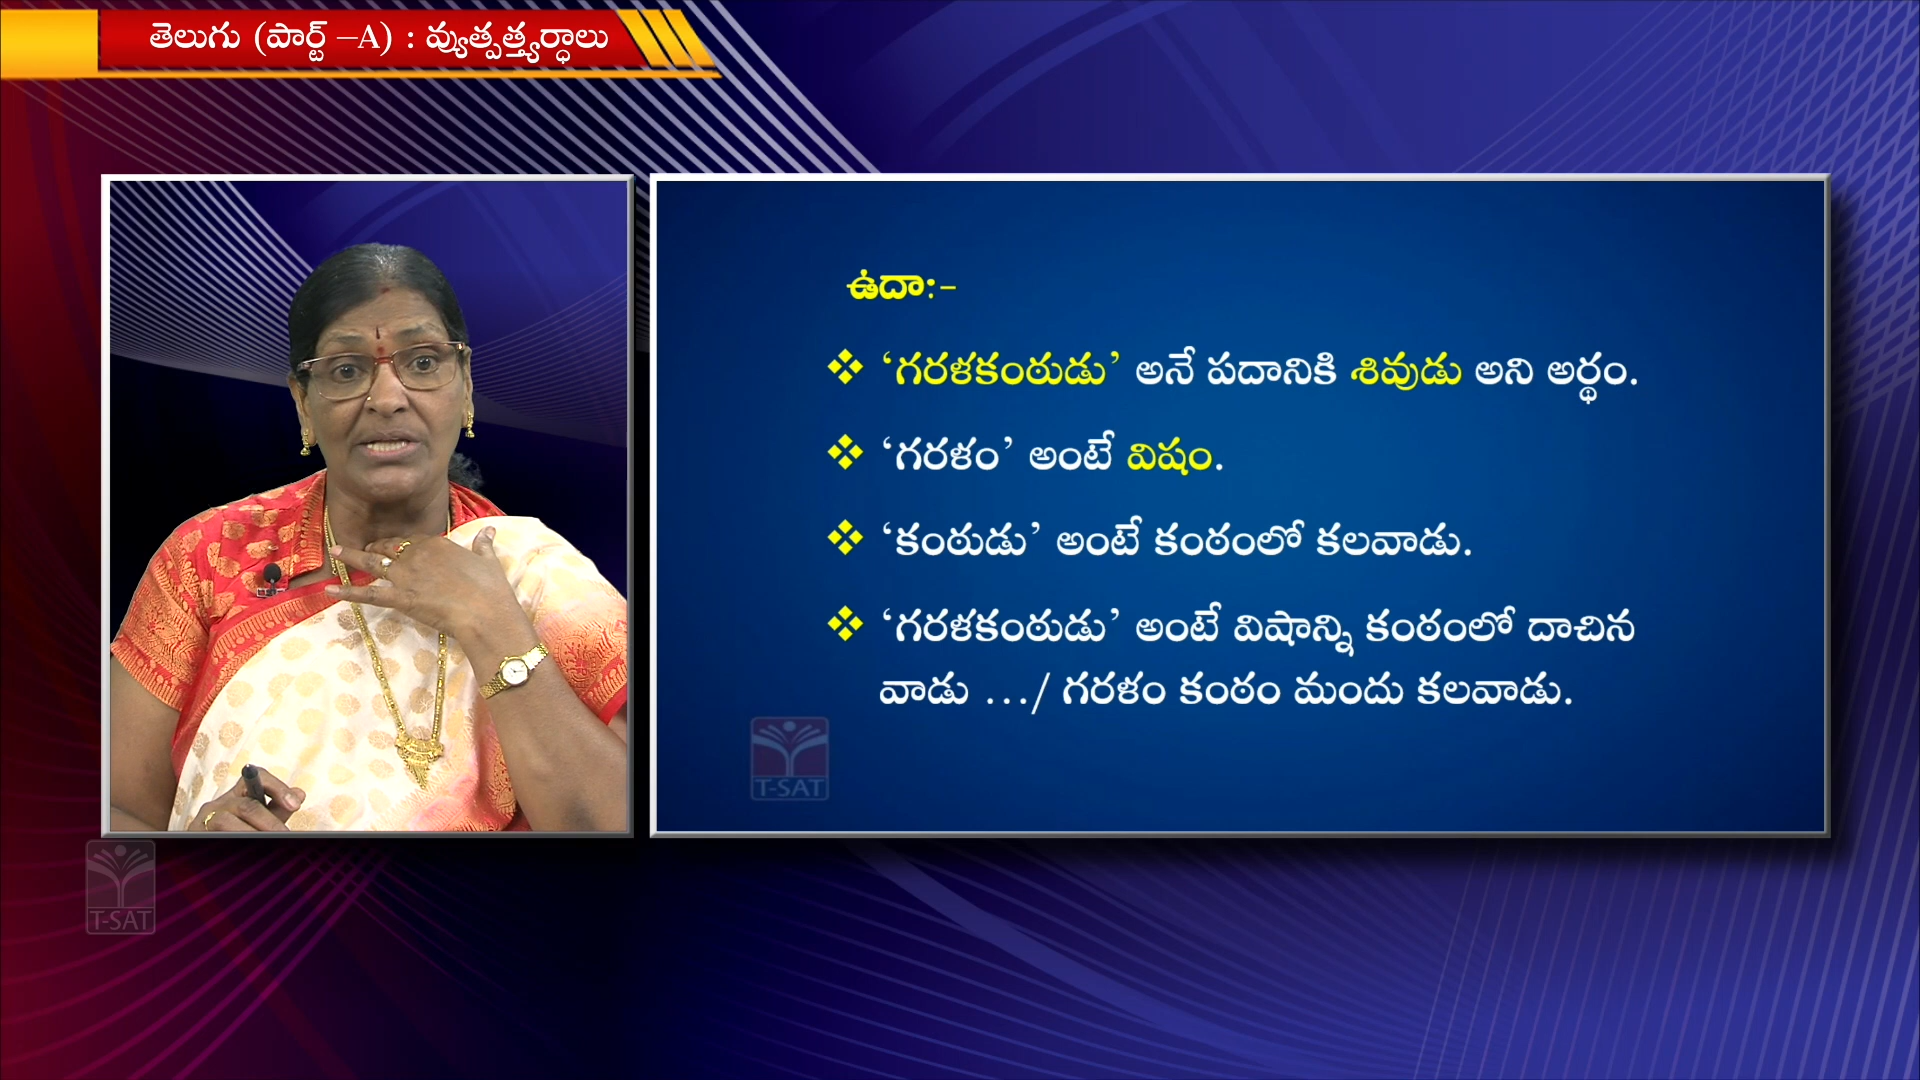 తెలుగు (పార్ట్ –A) : వ్యుత్పత్త్యర్థాలు
ఉదా:-
❖ ‘గరళకంఠుడు’ అనే పదానికి శివుడు అని అర్థం.
❖ ‘గరళం’ అంటే విషం.
❖ ‘కంఠుడు’ అంటే కంఠంలో కలవాడు.
❖ ‘గరళకంఠుడు’ అంటే విషాన్ని కంఠంలో దాచిన
వాడు .../ గరళం కంఠం మందు కలవాడు.
T-SAT
T-SAT